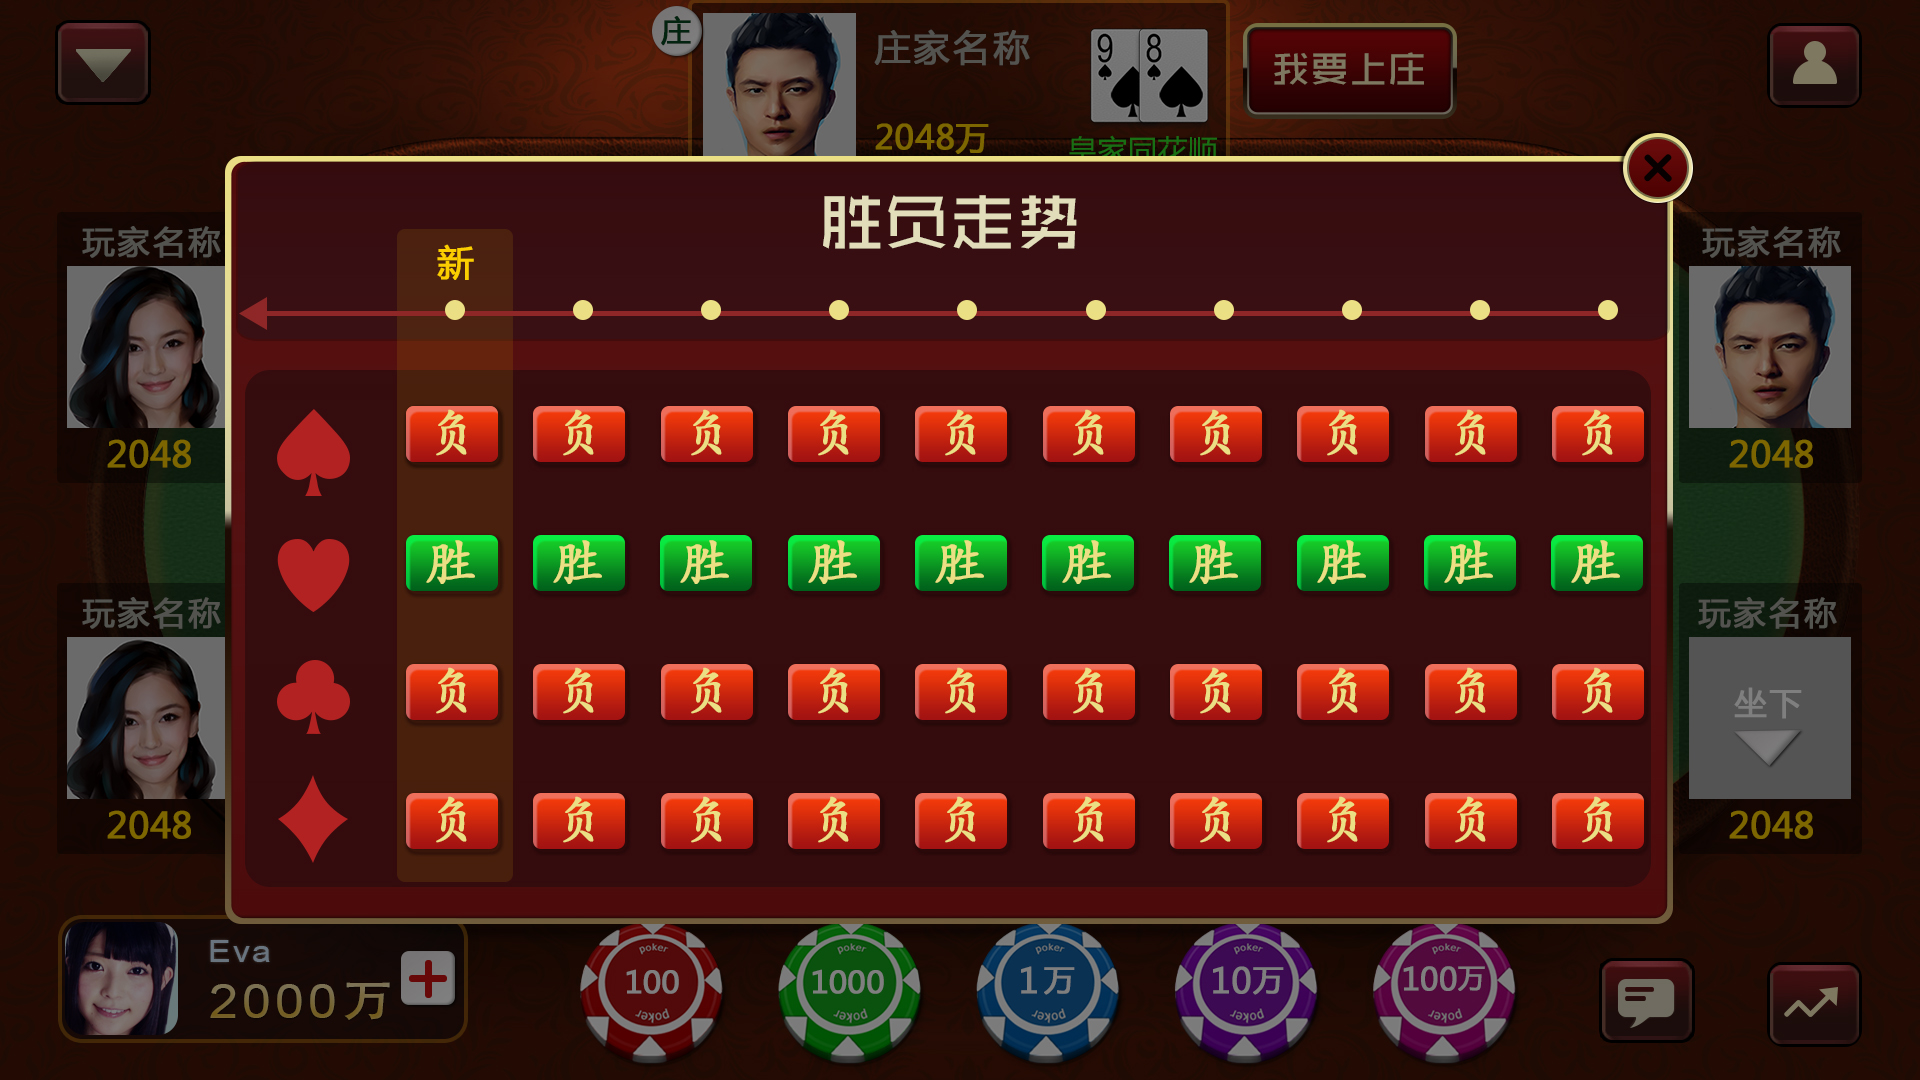 庄
庄家名称
9 8
我要上庄
2048万
皇家同花顺
胜负走势
新
玩家名称
玩家名称
2048
2048
负 负 负 负 负 负 负 负 负 负
胜 胜 胜 胜 胜 胜 胜 胜 胜 胜
玩家名称
玩家名称
坐下
负 负 负 负 负 负 负 负 负 负
负 负 负 负 负 负 负 负 负 负
2048
2048
Eva
2000万
poker
100
poker
poker
1000
poker
poker
1万
poker
poker
10万
poker
poker
100万
poker